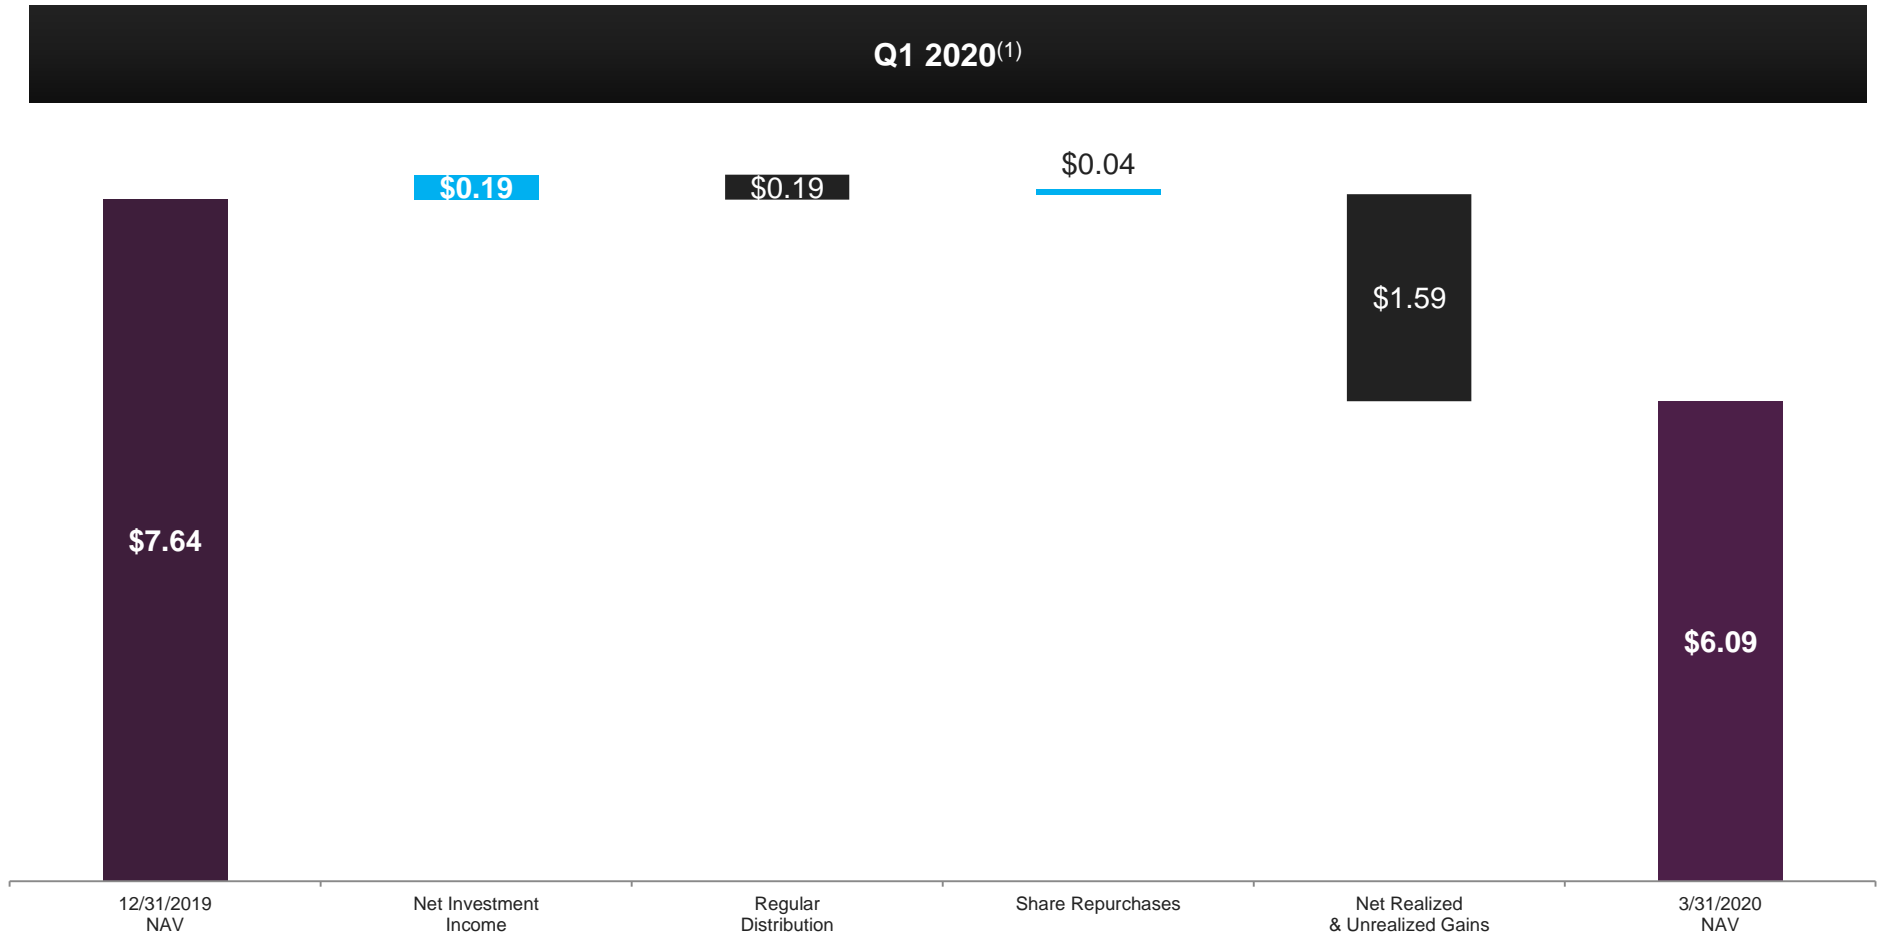 Q1 2020(1)
$0.04
$0.19
$0.19
$1.59
$7.64
$6.09
12/31/2019
NAV
Net Investment
Income
Regular
Distribution
Share Repurchases
Net Realized
& Unrealized Gains
3/31/2020
NAV